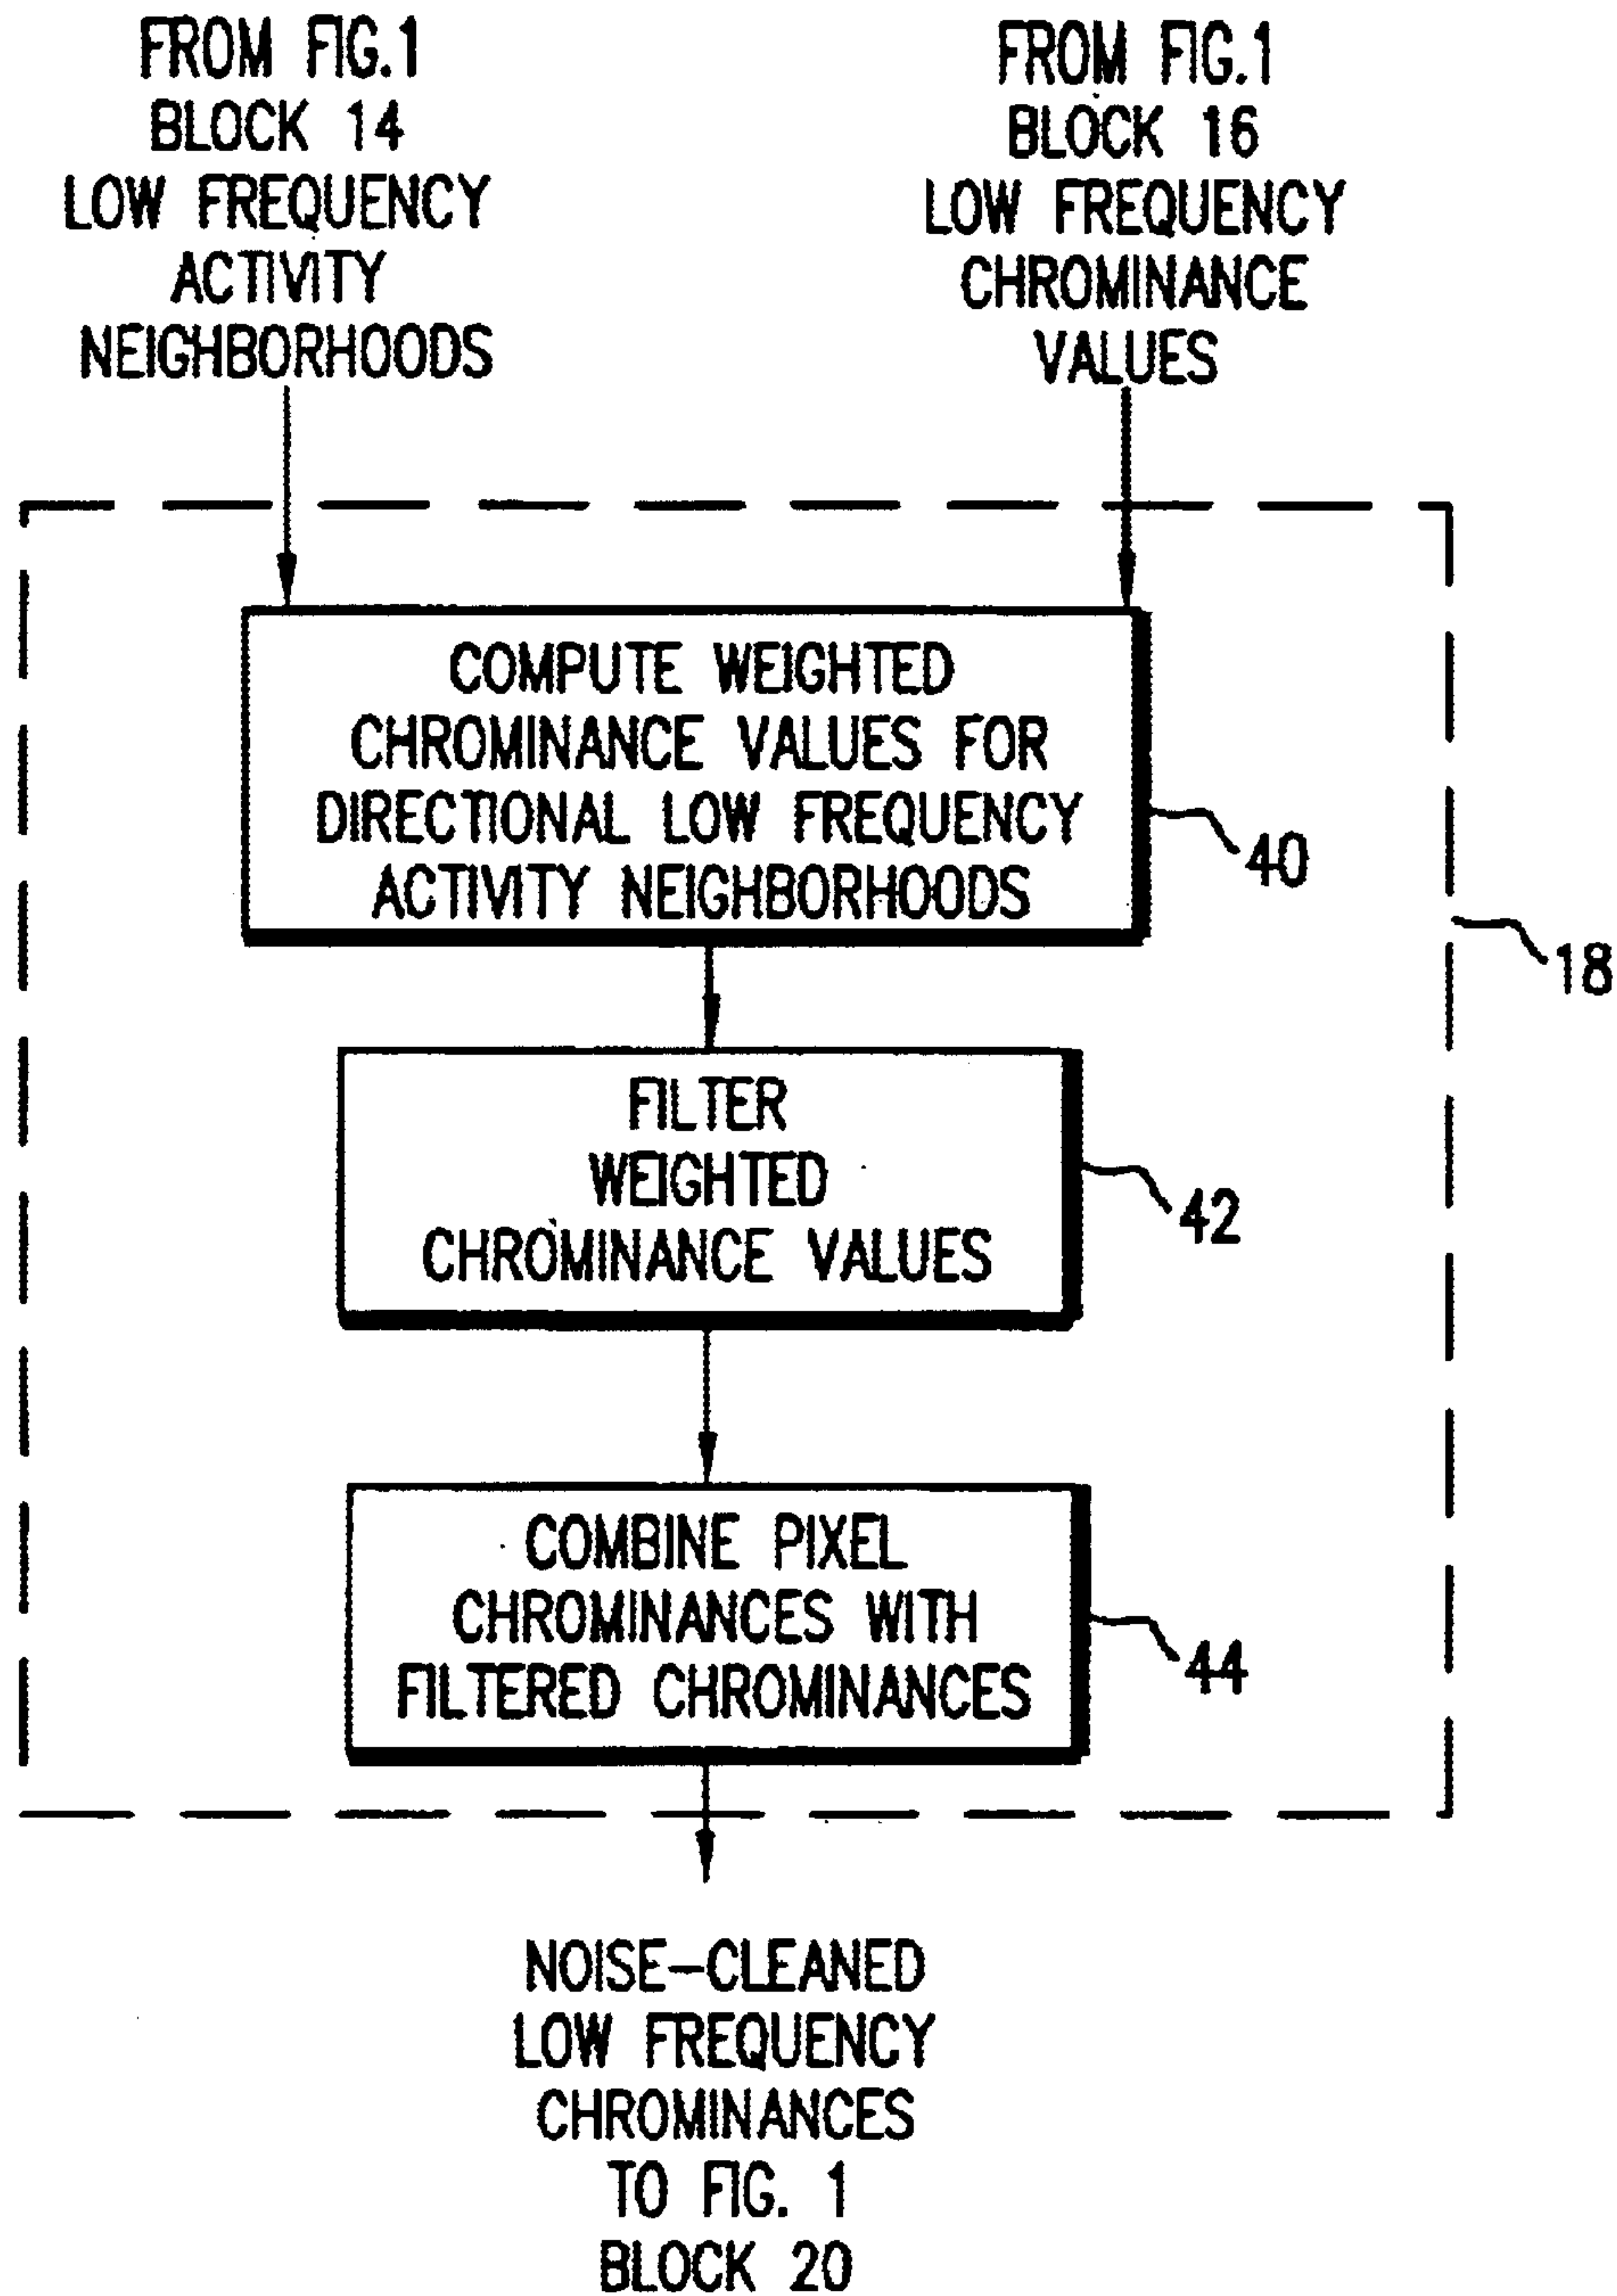 FROM FIG.1
BLOCK 14
LOW FREQUENCY
ACTIVITY
NEIGHBORHOODS
FROM FIG.1
BLOCK 16
LOW FREQUENCY
CHROMINANCE
VALUES
COMPUTE WEIGHTED
CHROMINANCE VALUES FOR
DIRECTIONAL LOW FREQUENCY
ACTIVITY NEIGHBORHOODS
40
18
FILTER
WEIGHTED
CHROMINANCE VALUES
42
COMBINE PIXEL
CHROMINANCES WITH
FILTERED CHROMINANCES
44
NOISE-CLEANED
LOW FREQUENCY
CHROMINANCES
TO FIG. 1
BLOCK 20